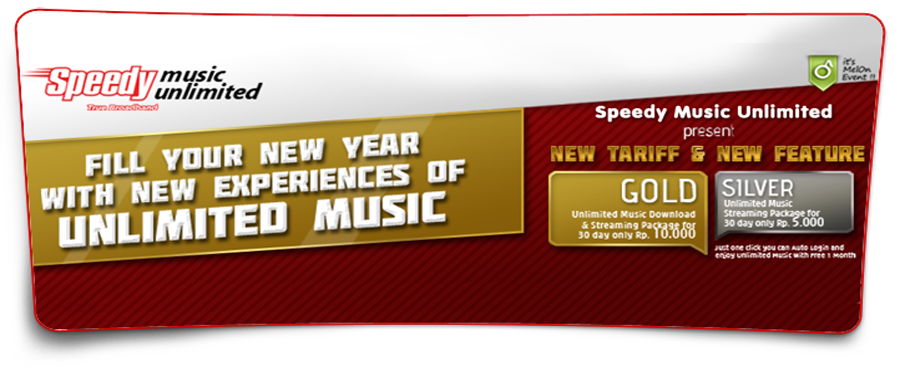 Speedy music
unlimited
True Broadband
it's
MelOn
Event !!
FILL YOUR NEW YEAR
WITH NEW EXPERIENCES OF
UNLIMITED MUSIC
Speedy Music Unlimited
present
NEW TARIFF & NEW FEATURE
GOLD
Unlimited Music Download
& Streaming Package for
30 day only Rp. 10.000
SILVER
Unlimited Music
Streaming Package for
30 day only Rp. 5.000
Just one click you can Auto Login and
enjoy Unlimited Music with Free 1 Month